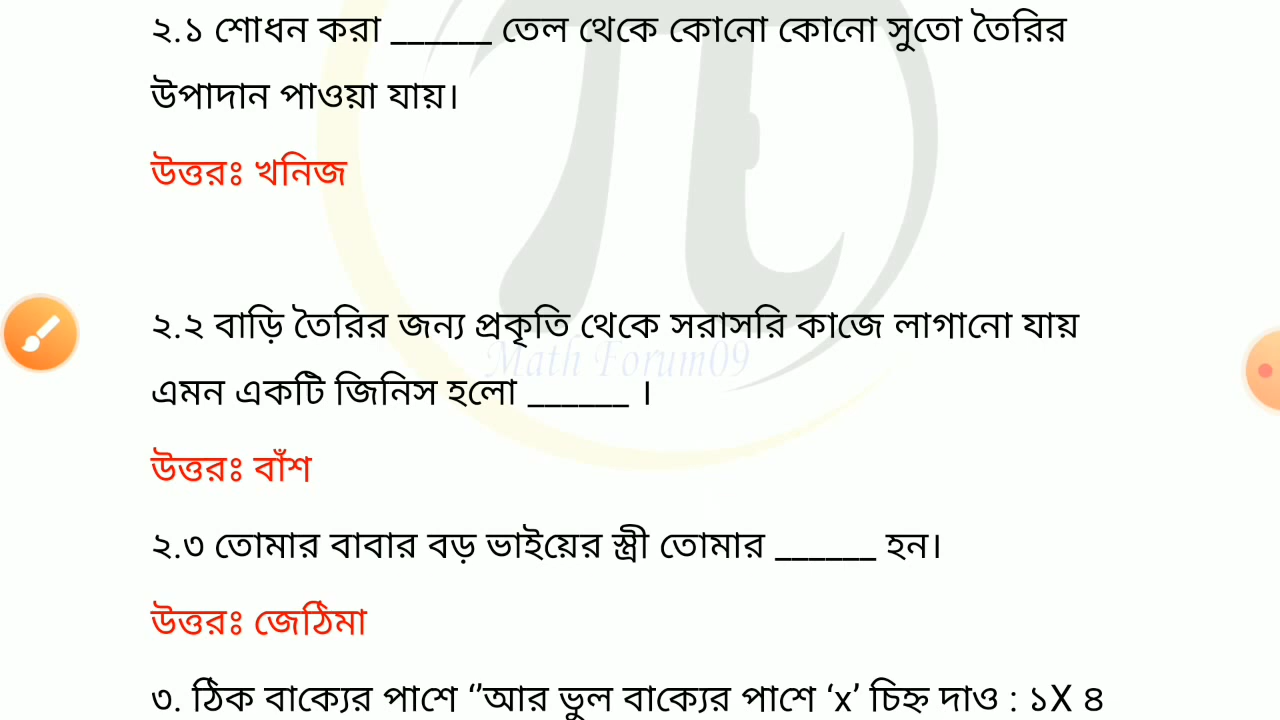 ২.১ শোধন করা ______ তেল থেকে কোনো কোনো সুতো তৈরির
উপাদান পাওয়া যায়।
উত্তরঃ খনিজ
২.২ বাড়ি তৈরির জন্য প্রকৃতি থেকে সরাসরি কাজে লাগানো যায়
Math Forum09
এমন একটি জিনিস হলো ______ ।
উত্তরঃ বাঁশ
২.৩ তোমার বাবার বড় ভাইয়ের স্ত্রী তোমার ______ হন।
উত্তরঃ জেঠিমা
৩. ঠিক বাক্যের পাশে ‘’আর ভুল বাক্যের পাশে ‘x’ চিহ্ন দাও : ১X ৪